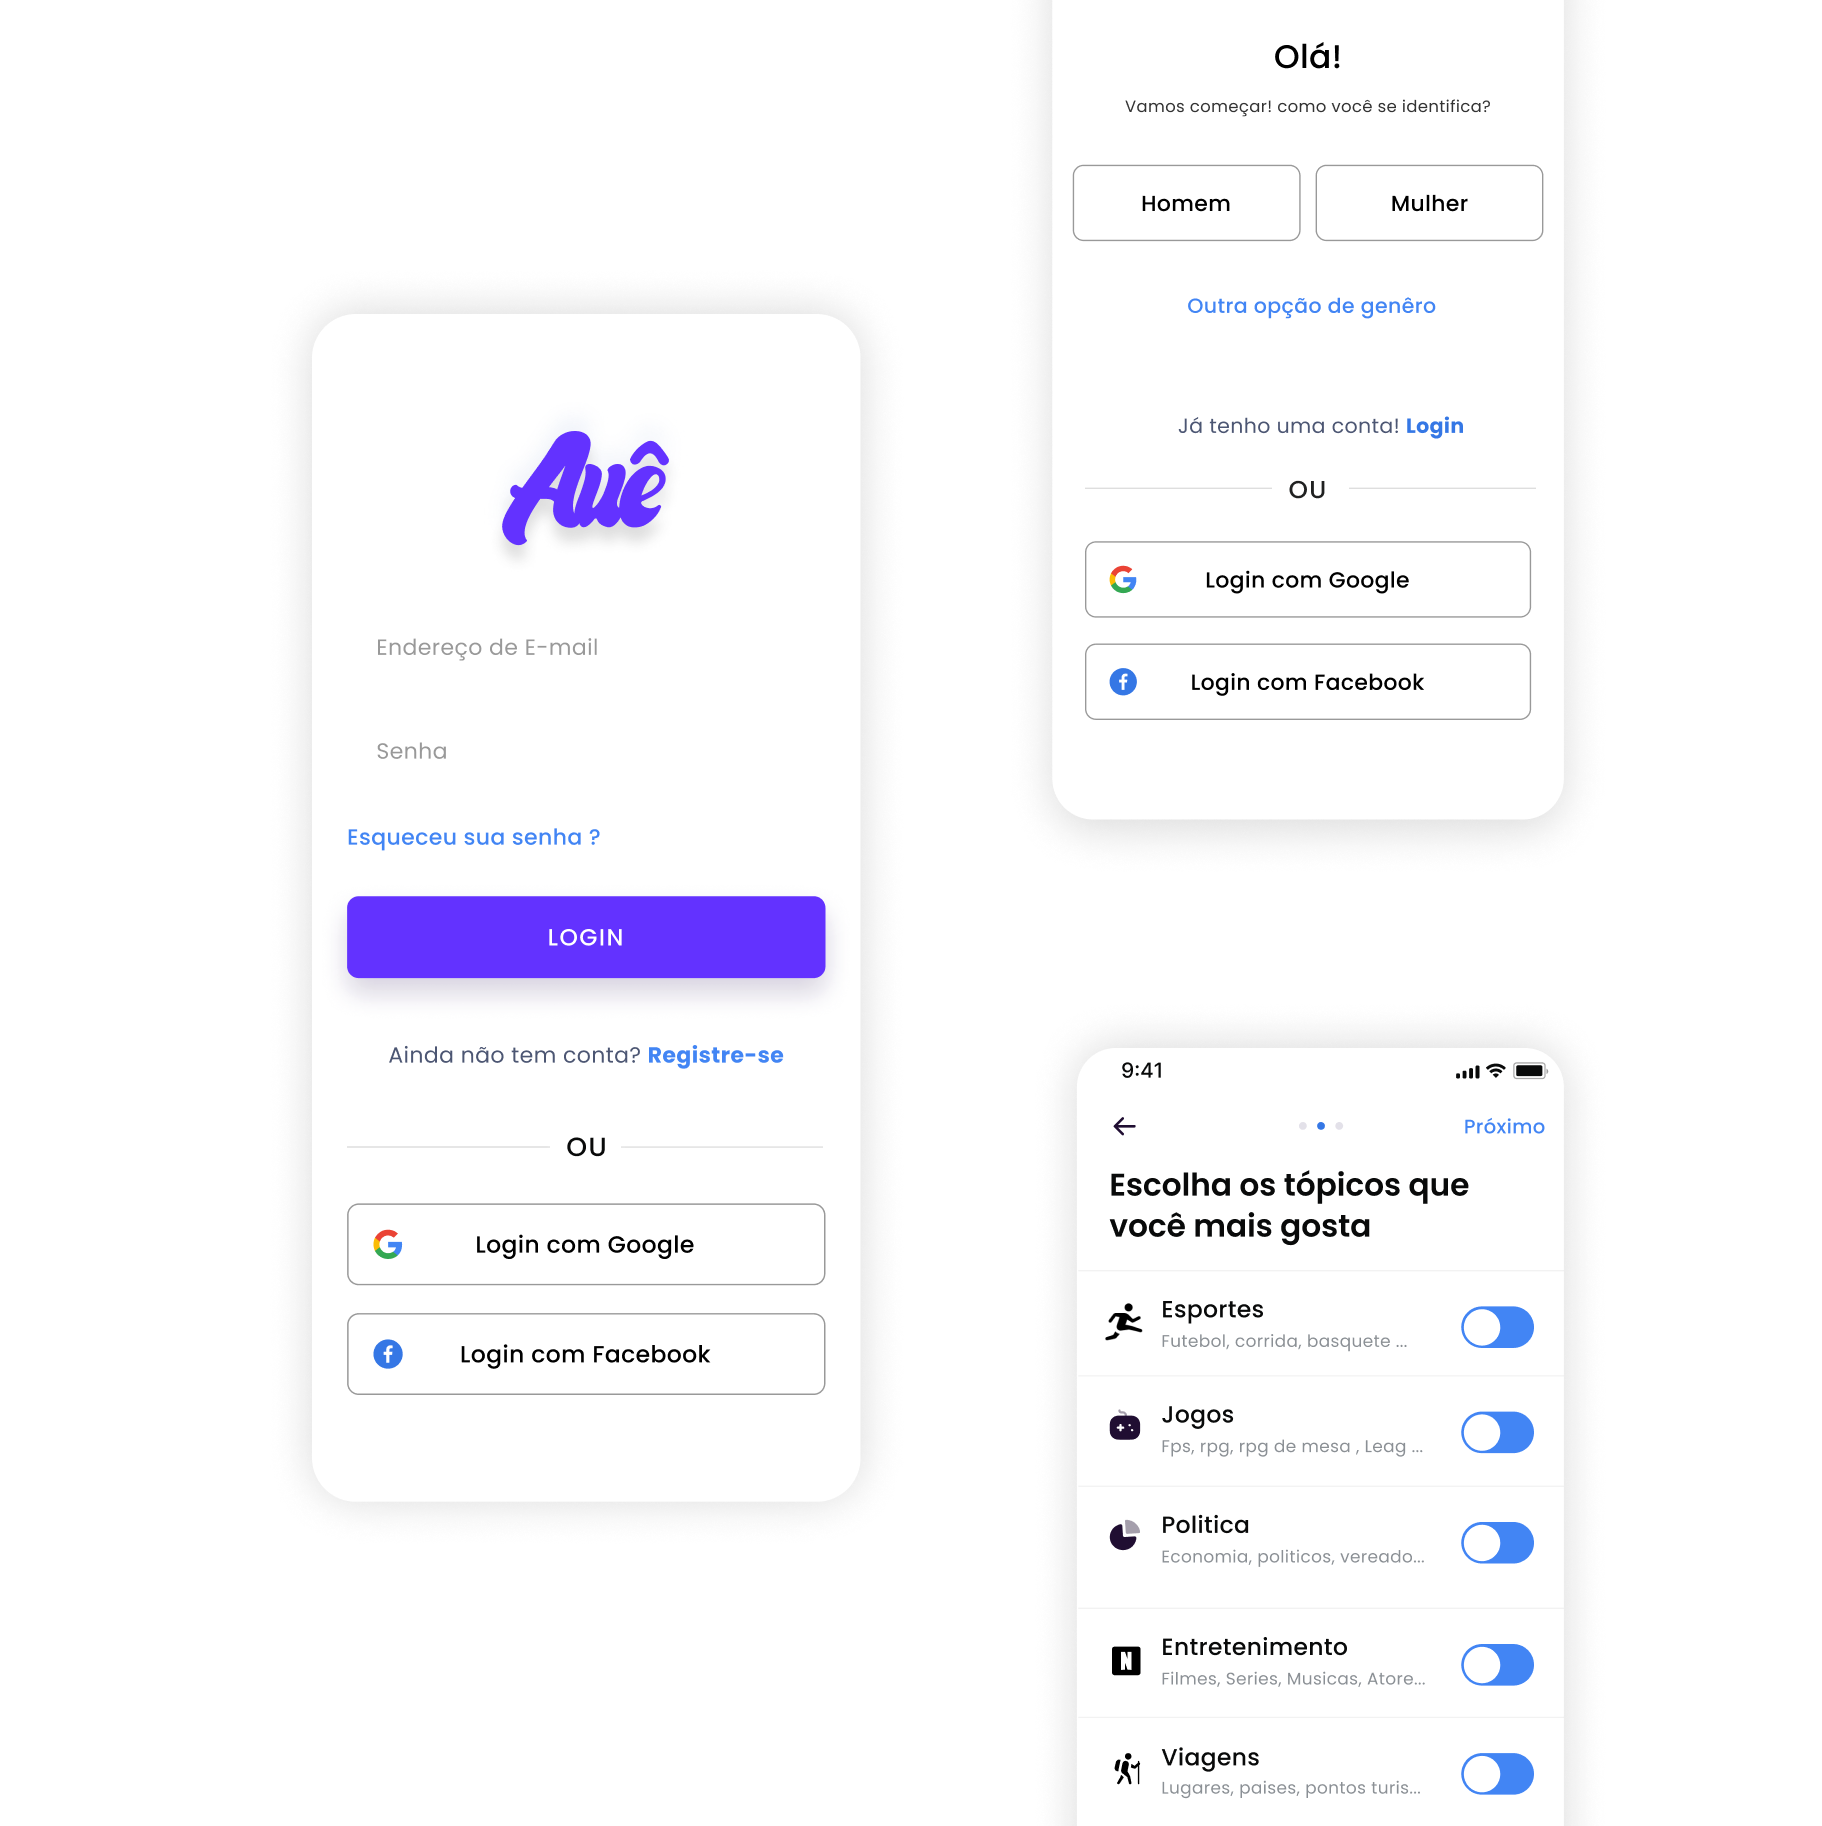 Auê
Endereço de E-mail
Senha
Esqueceu sua senha ?
LOGIN
Ainda não tem conta? Registre-se
OU
Login com Google
Login com Facebook
Olá!
Vamos começar! como você se identifica?
Homem
Mulher
Outra opção de genêro
Já tenho uma conta! Login
OU
Login com Google
Login com Facebook
9:41
Próximo
Escolha os tópicos que
você mais gosta
Esportes
Futebol, corrida, basquete ...
Jogos
Fps, rpg, rpg de mesa , Leag ...
Politica
Economia, politicos, vereado...
N
Entretenimento
Filmes, Series, Musicas, Atore...
Viagens
Lugares, paises, pontos turis...